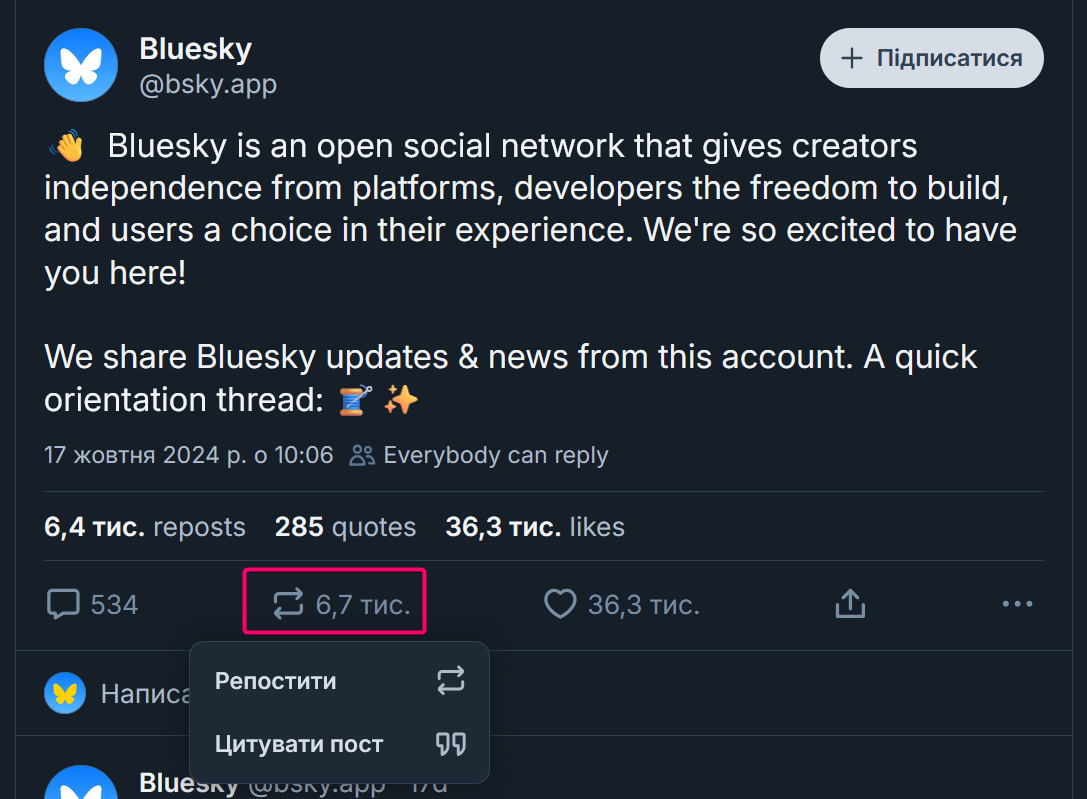 Bluesky
@bsky.app
+ Підписатися
👋 Bluesky is an open social network that gives creators
independence from platforms, developers the freedom to build,
and users a choice in their experience. We're so excited to have
you here!
We share Bluesky updates & news from this account. A quick
orientation thread: 🧵 ✨
17 жовтня 2024 р. о 10:06 Everybody can reply
6,4 тис. reposts 285 quotes 36,3 тис. likes
534 6,7 тис. 36,3 тис.
Репостити
Написа
Цитувати пост
Bluesky @bsky.app · 17d